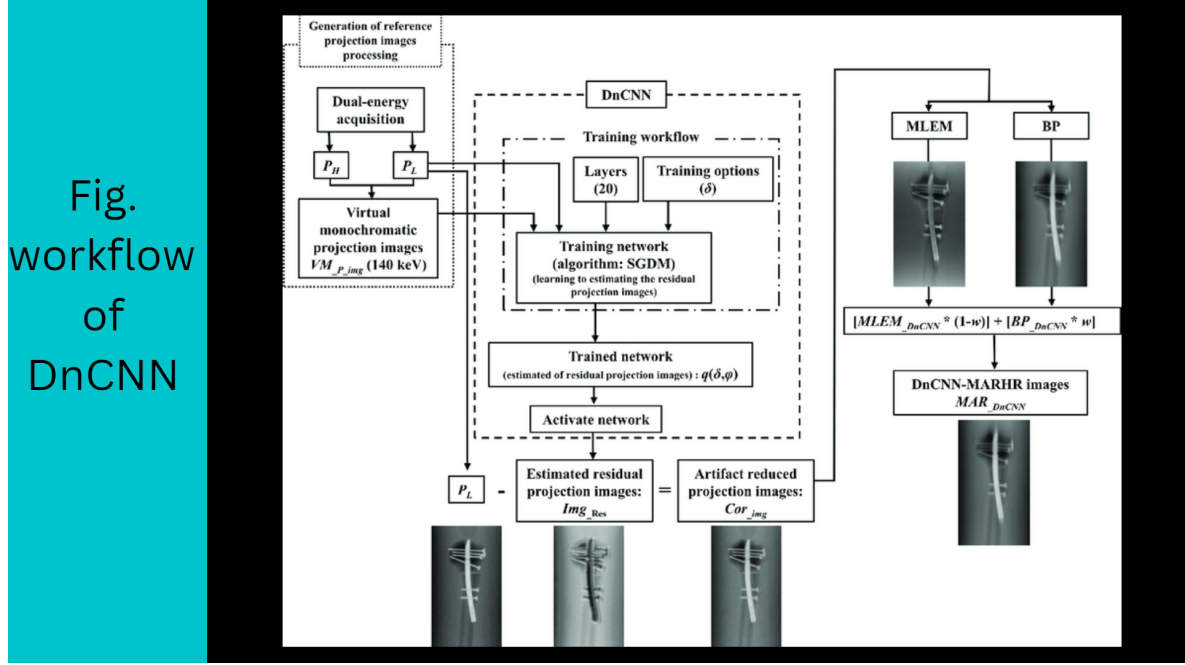 Fig.
workflow
of
DnCNN
Generation of reference
projection images
processing
Dual-energy
acquisition
P_H
P_L
Virtual
monochromatic
projection images
VM_P_img (140 keV)
DnCNN
Training workflow
Layers
(20)
Training options
(δ)
Training network
(algorithm: SGDM)
(learning to estimating the residual
projection images)
Trained network
(estimated of residual projection images) : q(δ,φ)
Activate network
P_L
-
Estimated residual
projection images:
Img_Res
=
Artifact reduced
projection images:
Cor_img
MLEM
BP
[MLEM_DnCNN * (1-w)] + [BP_DnCNN * w]
DnCNN-MARHR images
MAR_DnCNN